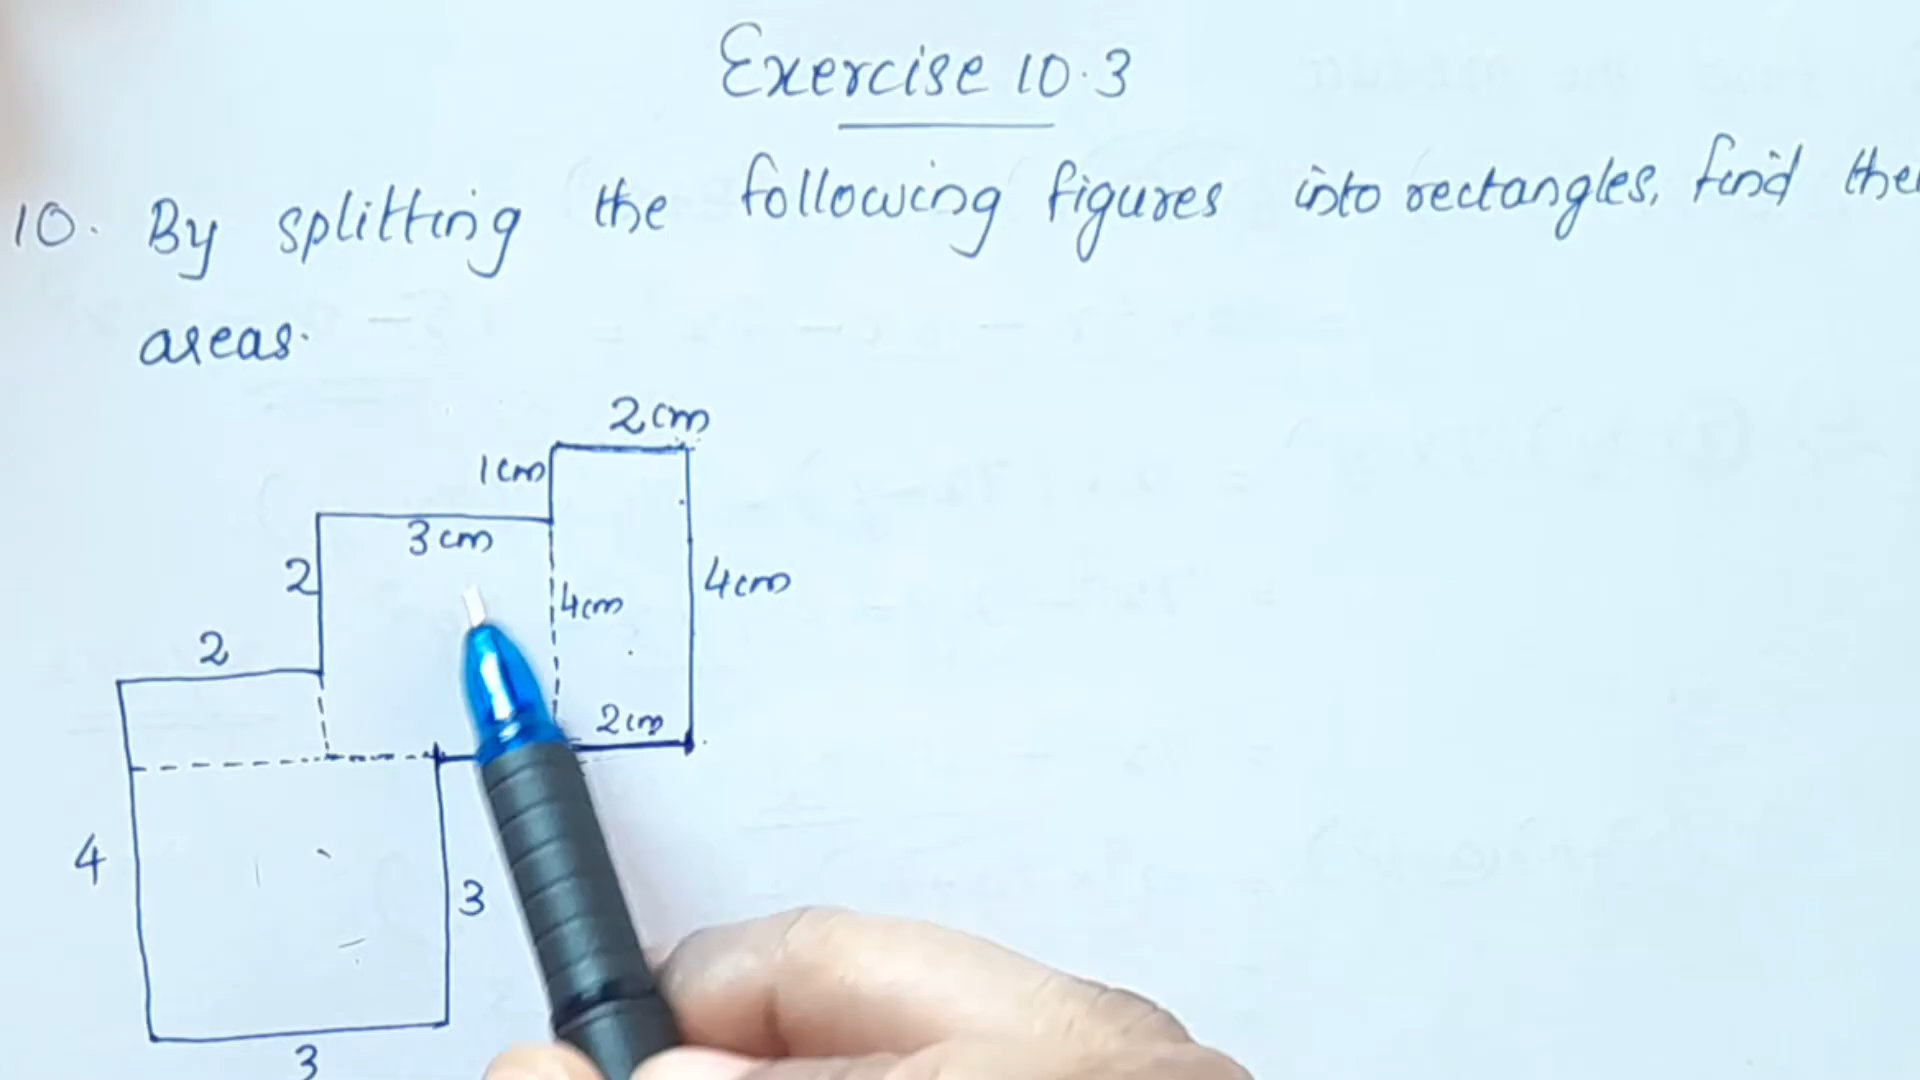 Exercise 10.3
10. By splitting the following figures into rectangles, find
areas.
2cm
1cm
3cm
2
4cm
4cm
2
2cm
4
3
3